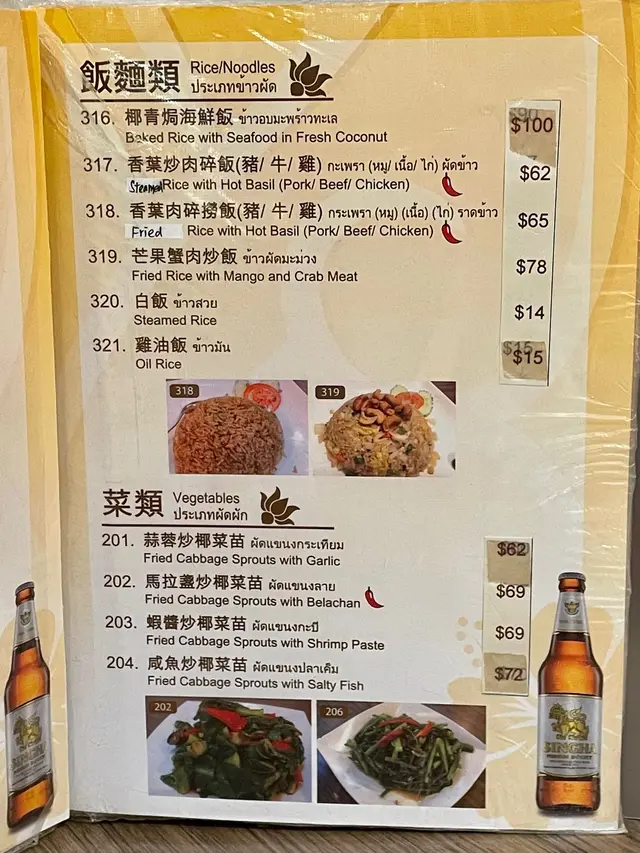 飯麵類 Rice/Noodles
ประเภทข้าวผัด
316. 椰青焗海鮮飯 ข้าวอบมะพร้าวทะเล
Baked Rice with Seafood in Fresh Coconut
$100
317. 香葉炒肉碎飯(豬/ 牛/ 雞) กะเพรา (หมู/ เนื้อ/ ไก่) ผัดข้าว
Steamed Rice with Hot Basil (Pork/ Beef/ Chicken)
$62
318. 香葉肉碎撈飯(豬/ 牛/ 雞) กระเพรา (หมู) (เนื้อ) (ไก่) ราดข้าว
Fried Rice with Hot Basil (Pork/ Beef/ Chicken)
$65
319. 芒果蟹肉炒飯 ข้าวผัดมะม่วง
Fried Rice with Mango and Crab Meat
$78
320. 白飯 ข้าวสวย
Steamed Rice
$14
321. 雞油飯 ข้าวมัน
Oil Rice
$15
318
319
菜類 Vegetables
ประเภทผัดผัก
201. 蒜蓉炒椰菜苗 ผัดแขนงกระเทียม
Fried Cabbage Sprouts with Garlic
$62
202. 馬拉盞炒椰菜苗 ผัดแขนงลาย
Fried Cabbage Sprouts with Belachan
$69
203. 蝦醬炒椰菜苗 ผัดแขนงกะปิ
Fried Cabbage Sprouts with Shrimp Paste
$69
204. 咸魚炒椰菜苗 ผัดแขนงปลาเค็ม
Fried Cabbage Sprouts with Salty Fish
$72
202
206
SINGHA